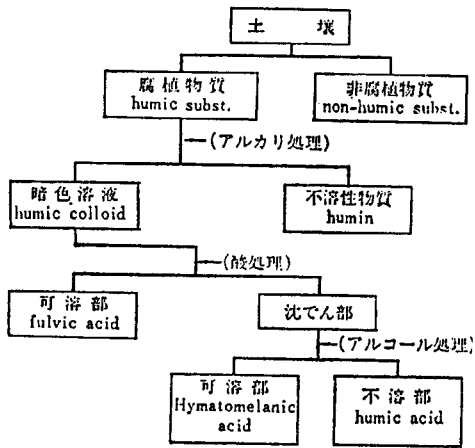 土壌
腐植物質
humic subst.
非腐植物質
non-humic subst.
(アルカリ処理)
暗色溶液
humic colloid
不溶性物質
humin
(酸処理)
可溶部
fulvic acid
沈でん部
(アルコール処理)
可溶部
Hymatomelanic
acid
不溶部
humic acid